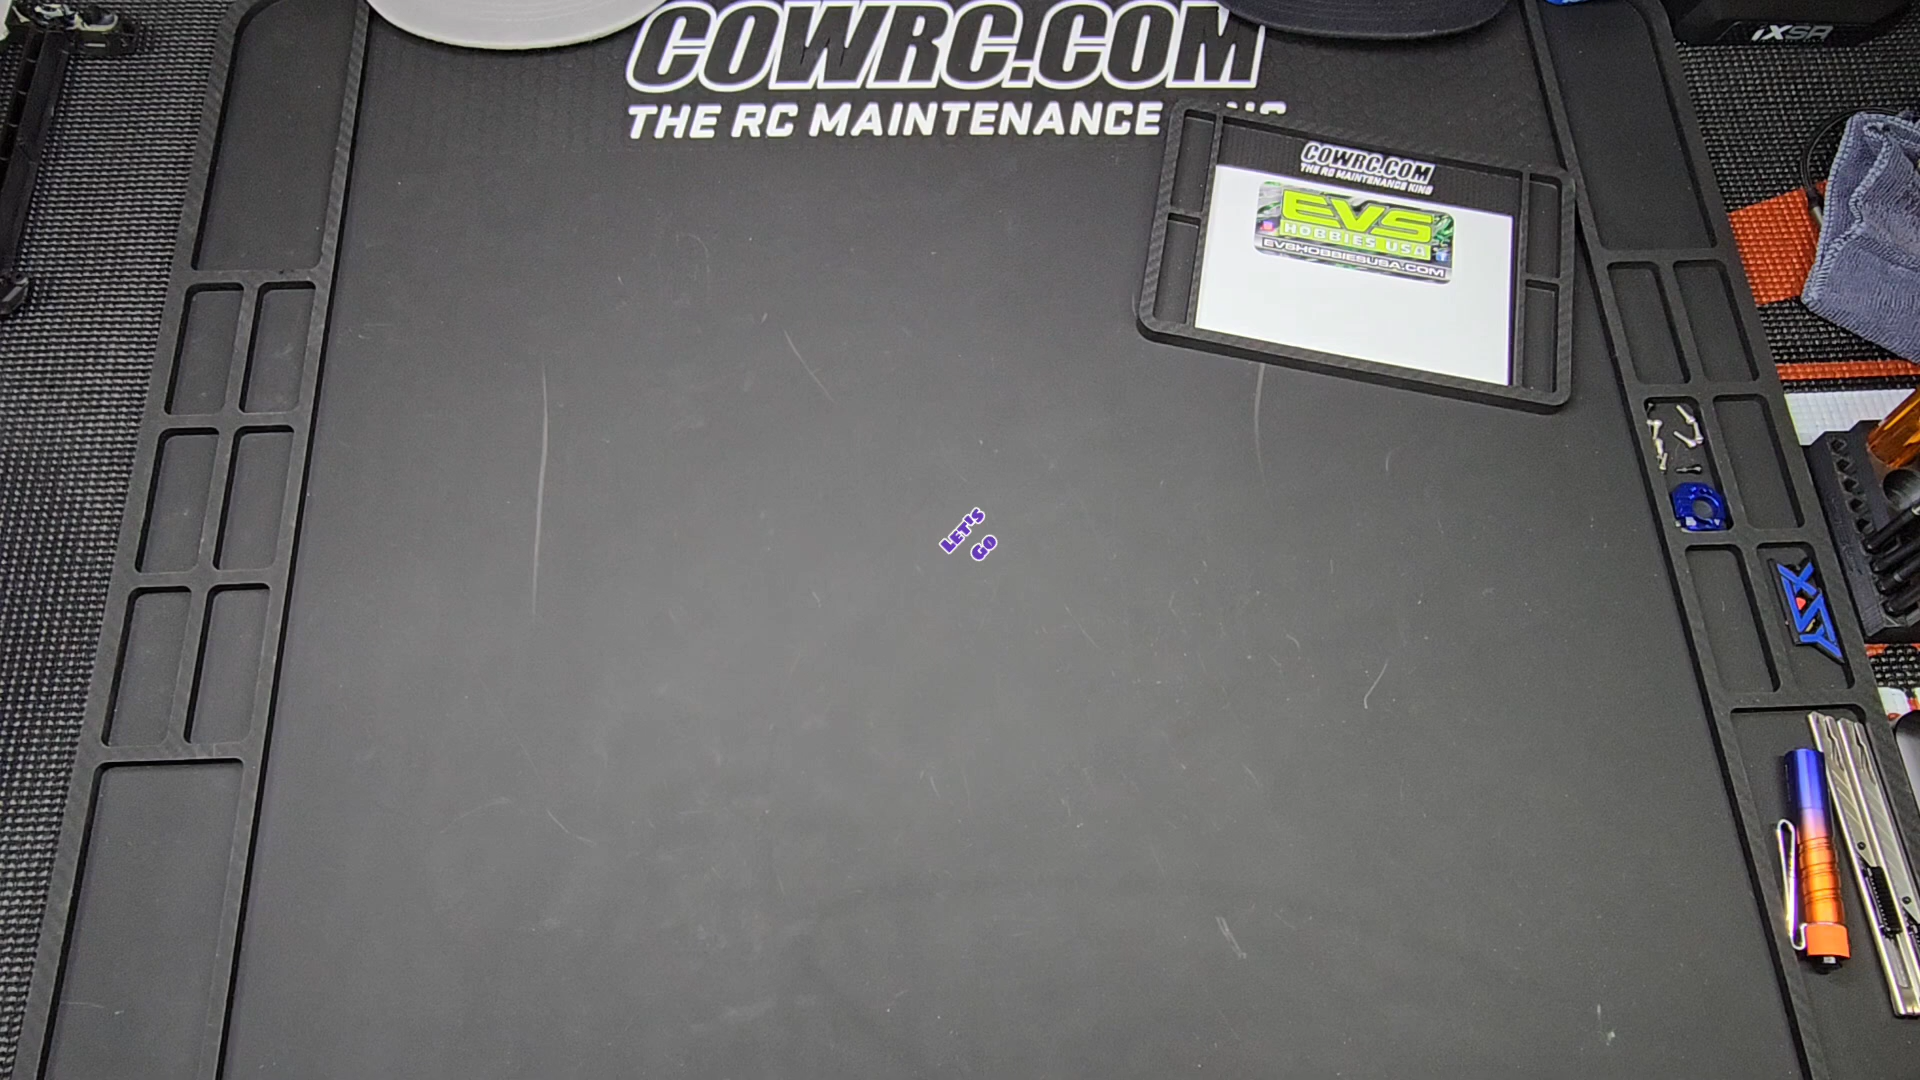 COWRC.COM
THE RC MAINTENANCE
iXSR
COWRC.COM
THE RC MAINTENANCE KING
EVS
HOBBIES USA
EVSHOBBIESUSA.COM
LET'S
GO